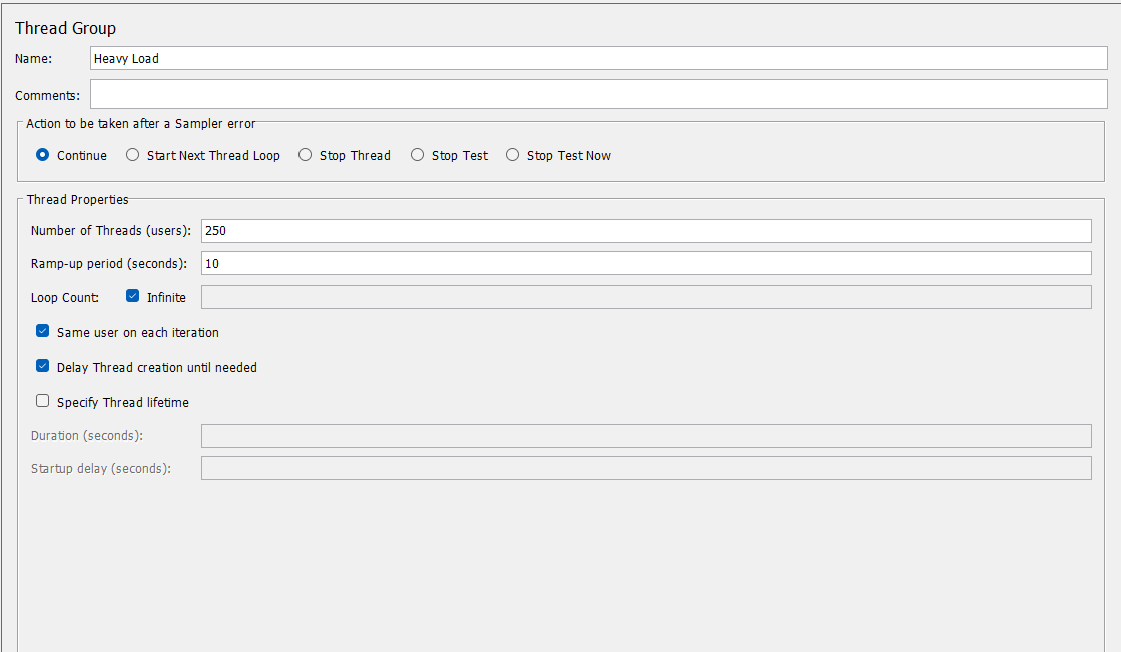 Thread Group
Name: Heavy Load
Comments:
Action to be taken after a Sampler error
Continue Start Next Thread Loop Stop Thread Stop Test Stop Test Now
Thread Properties
Number of Threads (users): 250
Ramp-up period (seconds): 10
Loop Count: Infinite
Same user on each iteration
Delay Thread creation until needed
Specify Thread lifetime
Duration (seconds):
Startup delay (seconds):